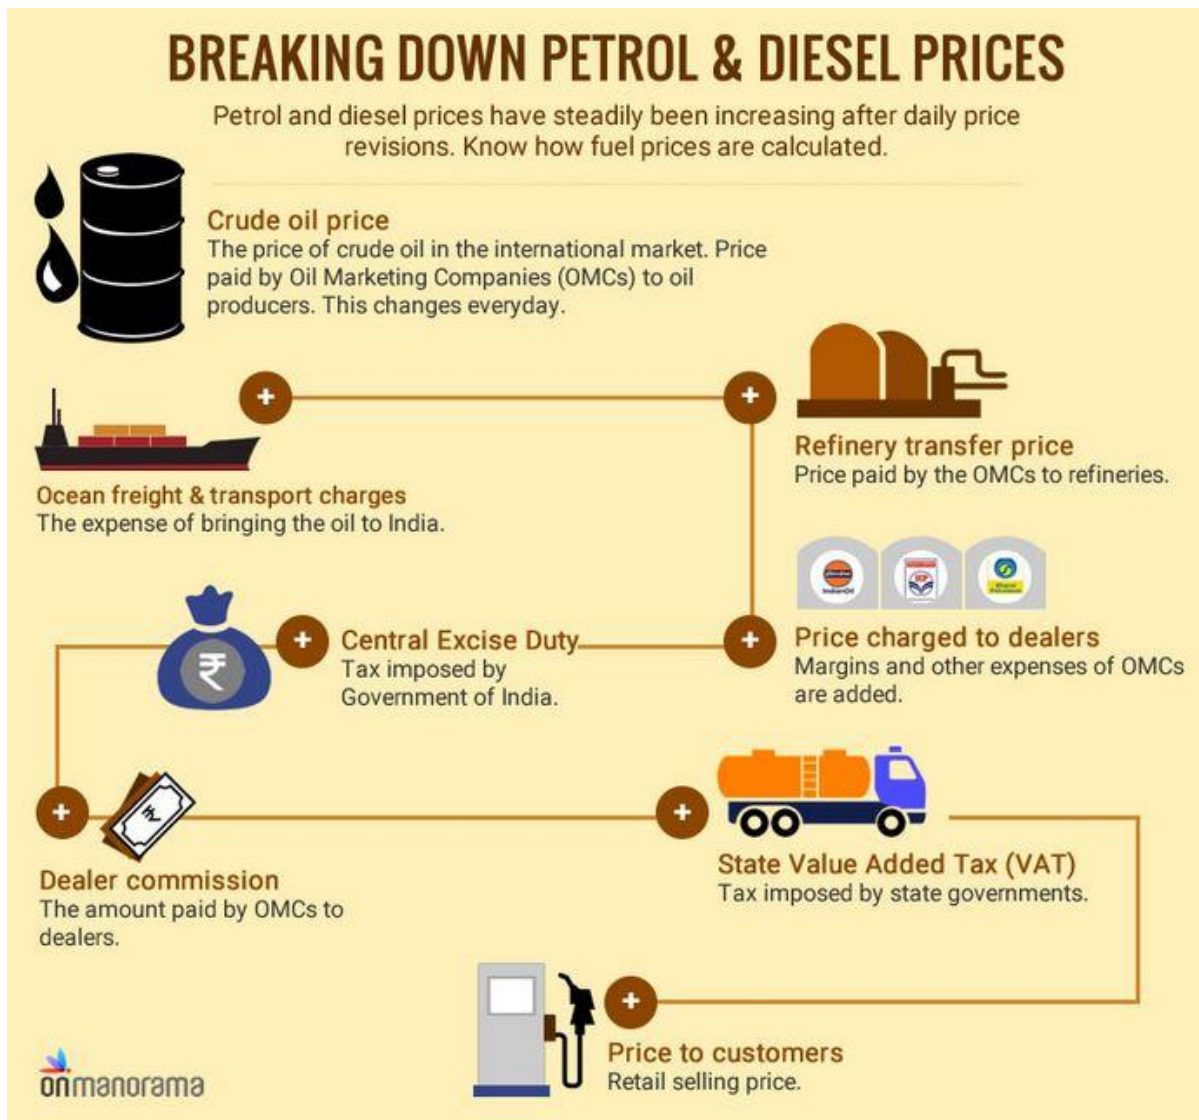 BREAKING DOWN PETROL & DIESEL PRICES
Petrol and diesel prices have steadily been increasing after daily price
revisions. Know how fuel prices are calculated.
Crude oil price
The price of crude oil in the international market. Price
paid by Oil Marketing Companies (OMCs) to oil
producers. This changes everyday.
+
+
Ocean freight & transport charges
The expense of bringing the oil to India.
Refinery transfer price
Price paid by the OMCs to refineries.
IndianOil
HP
Bharat
Petroleum
+
Price charged to dealers
Margins and other expenses of OMCs
are added.
₹
+
Central Excise Duty
Tax imposed by
Government of India.
+
₹
Dealer commission
The amount paid by OMCs to
dealers.
+
State Value Added Tax (VAT)
Tax imposed by state governments.
+
Price to customers
Retail selling price.
onmanorama